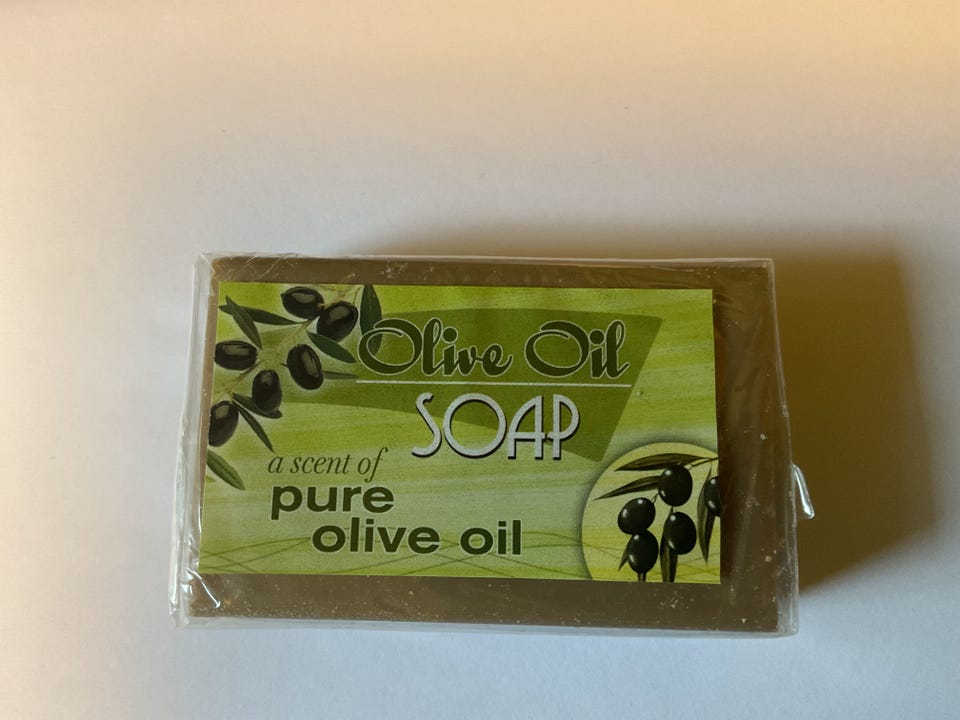 Olive Oil
SOAP
a scent of
pure
olive oil